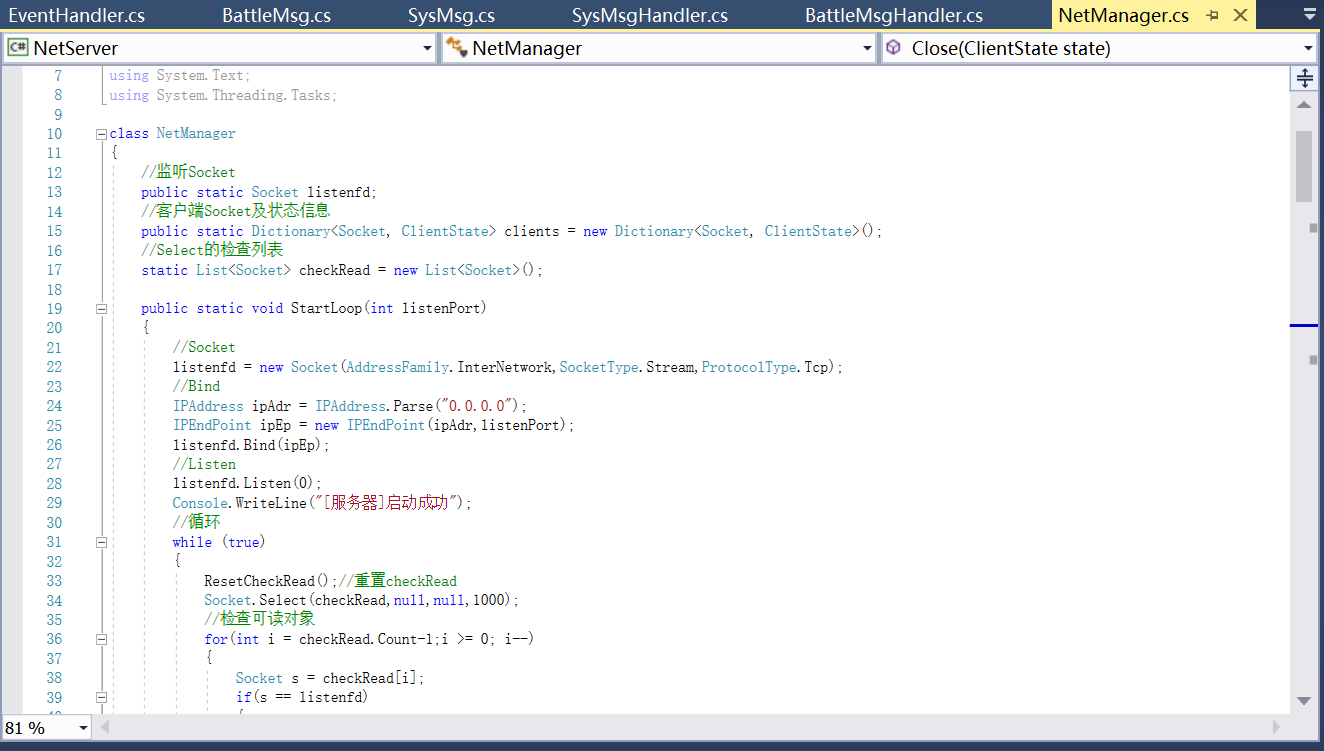 EventHandler.cs BattleMsg.cs SysMsg.cs SysMsgHandler.cs BattleMsgHandler.cs NetManager.cs
C# NetServer NetManager Close(ClientState state)
7 using System.Text;
8 using System.Threading.Tasks;
9
10 class NetManager
11 {
12 //监听Socket
13 public static Socket listenfd;
14 //客户端Socket及状态信息
15 public static Dictionary<Socket, ClientState> clients = new Dictionary<Socket, ClientState>();
16 //Select的检查列表
17 static List<Socket> checkRead = new List<Socket>();
18
19 public static void StartLoop(int listenPort)
20 {
21 //Socket
22 listenfd = new Socket(AddressFamily.InterNetwork,SocketType.Stream,ProtocolType.Tcp);
23 //Bind
24 IPAddress ipAdr = IPAddress.Parse("0.0.0.0");
25 IPEndPoint ipEp = new IPEndPoint(ipAdr,listenPort);
26 listenfd.Bind(ipEp);
27 //Listen
28 listenfd.Listen(0);
29 Console.WriteLine("[服务器]启动成功");
30 //循环
31 while (true)
32 {
33 ResetCheckRead();//重置checkRead
34 Socket.Select(checkRead,null,null,1000);
35 //检查可读对象
36 for(int i = checkRead.Count-1;i >= 0; i--)
37 {
38 Socket s = checkRead[i];
39 if(s == listenfd)
81 %